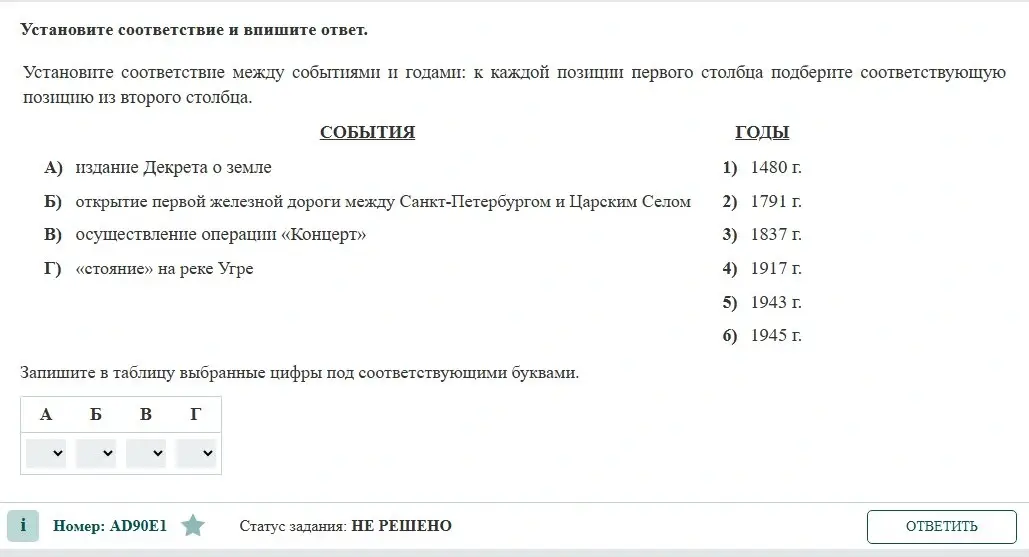 Установите соответствие и впишите ответ.
Установите соответствие между событиями и годами: к каждой позиции первого столбца подберите соответствующую
позицию из второго столбца.
СОБЫТИЯ ГОДЫ
А) издание Декрета о земле 1) 1480 г.
Б) открытие первой железной дороги между Санкт-Петербургом и Царским Селом 2) 1791 г.
В) осуществление операции «Концерт» 3) 1837 г.
Г) «стояние» на реке Угре 4) 1917 г.
5) 1943 г.
6) 1945 г.
Запишите в таблицу выбранные цифры под соответствующими буквами.
А Б В Г
i Номер: AD90E1 Статус задания: НЕ РЕШЕНО ОТВЕТИТЬ